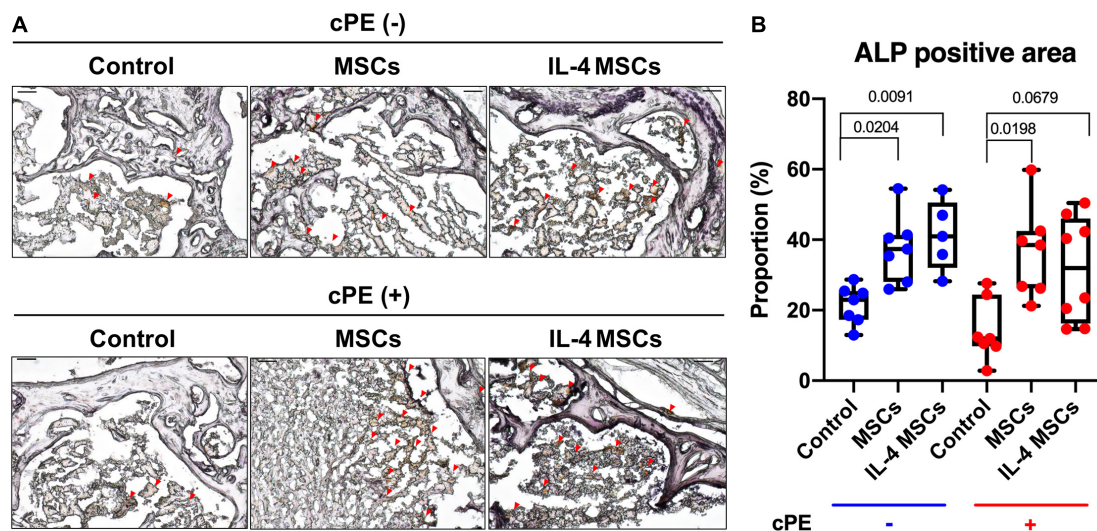 A
cPE (-)
Control MSCs IL-4 MSCs
cPE (+)
Control MSCs IL-4 MSCs
B
ALP positive area
Proportion (%)
80
60
40
20
0
0.0091
0.0204
0.0679
0.0198
Control MSCs IL-4 MSCs Control MSCs IL-4 MSCs
cPE - +